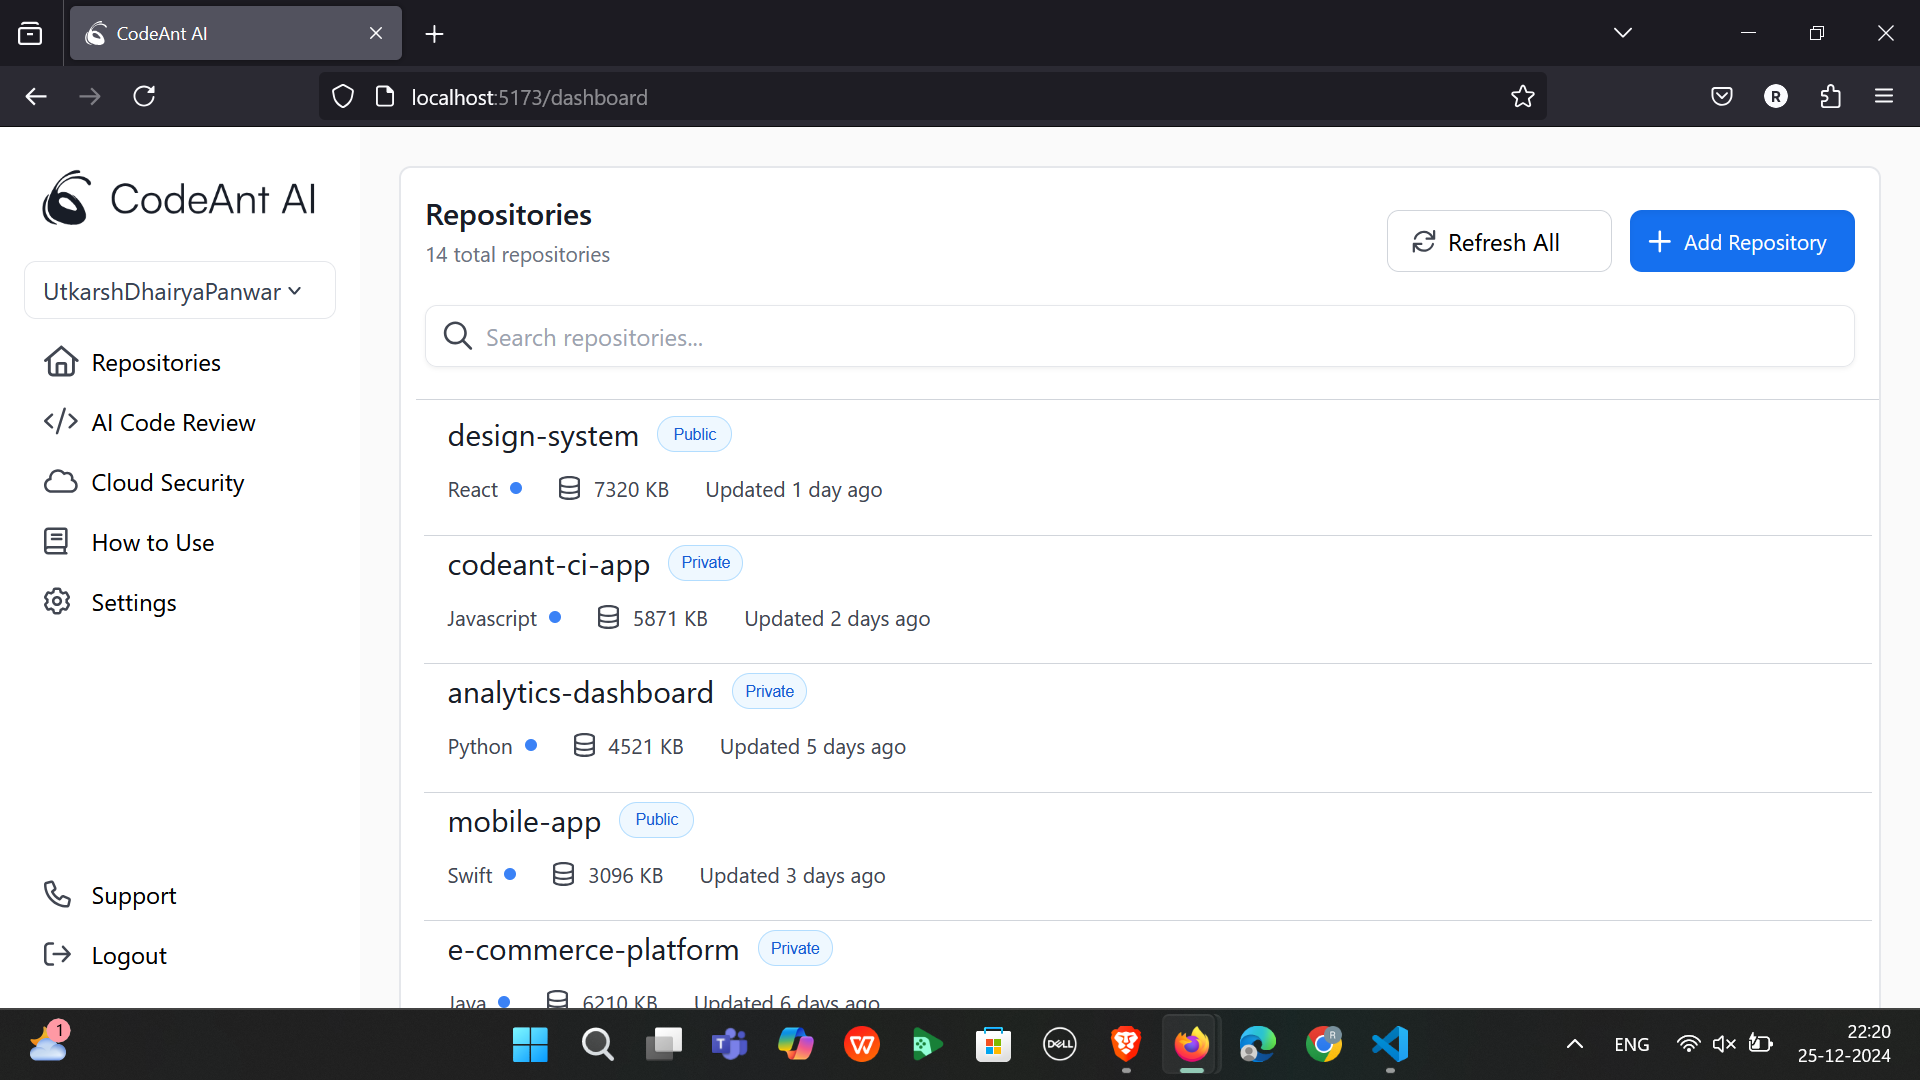 CodeAnt AI
localhost:5173/dashboard
R
CodeAnt AI
UtkarshDhairyaPanwar
Repositories
AI Code Review
Cloud Security
How to Use
Settings
Support
Logout
Repositories
14 total repositories
Refresh All
Add Repository
Search repositories...
design-system Public
React 7320 KB Updated 1 day ago
codeant-ci-app Private
Javascript 5871 KB Updated 2 days ago
analytics-dashboard Private
Python 4521 KB Updated 5 days ago
mobile-app Public
Swift 3096 KB Updated 3 days ago
e-commerce-platform Private
Java 6210 KB Updated 6 days ago
1
T
W
DELL
R
ENG
22:20
25-12-2024